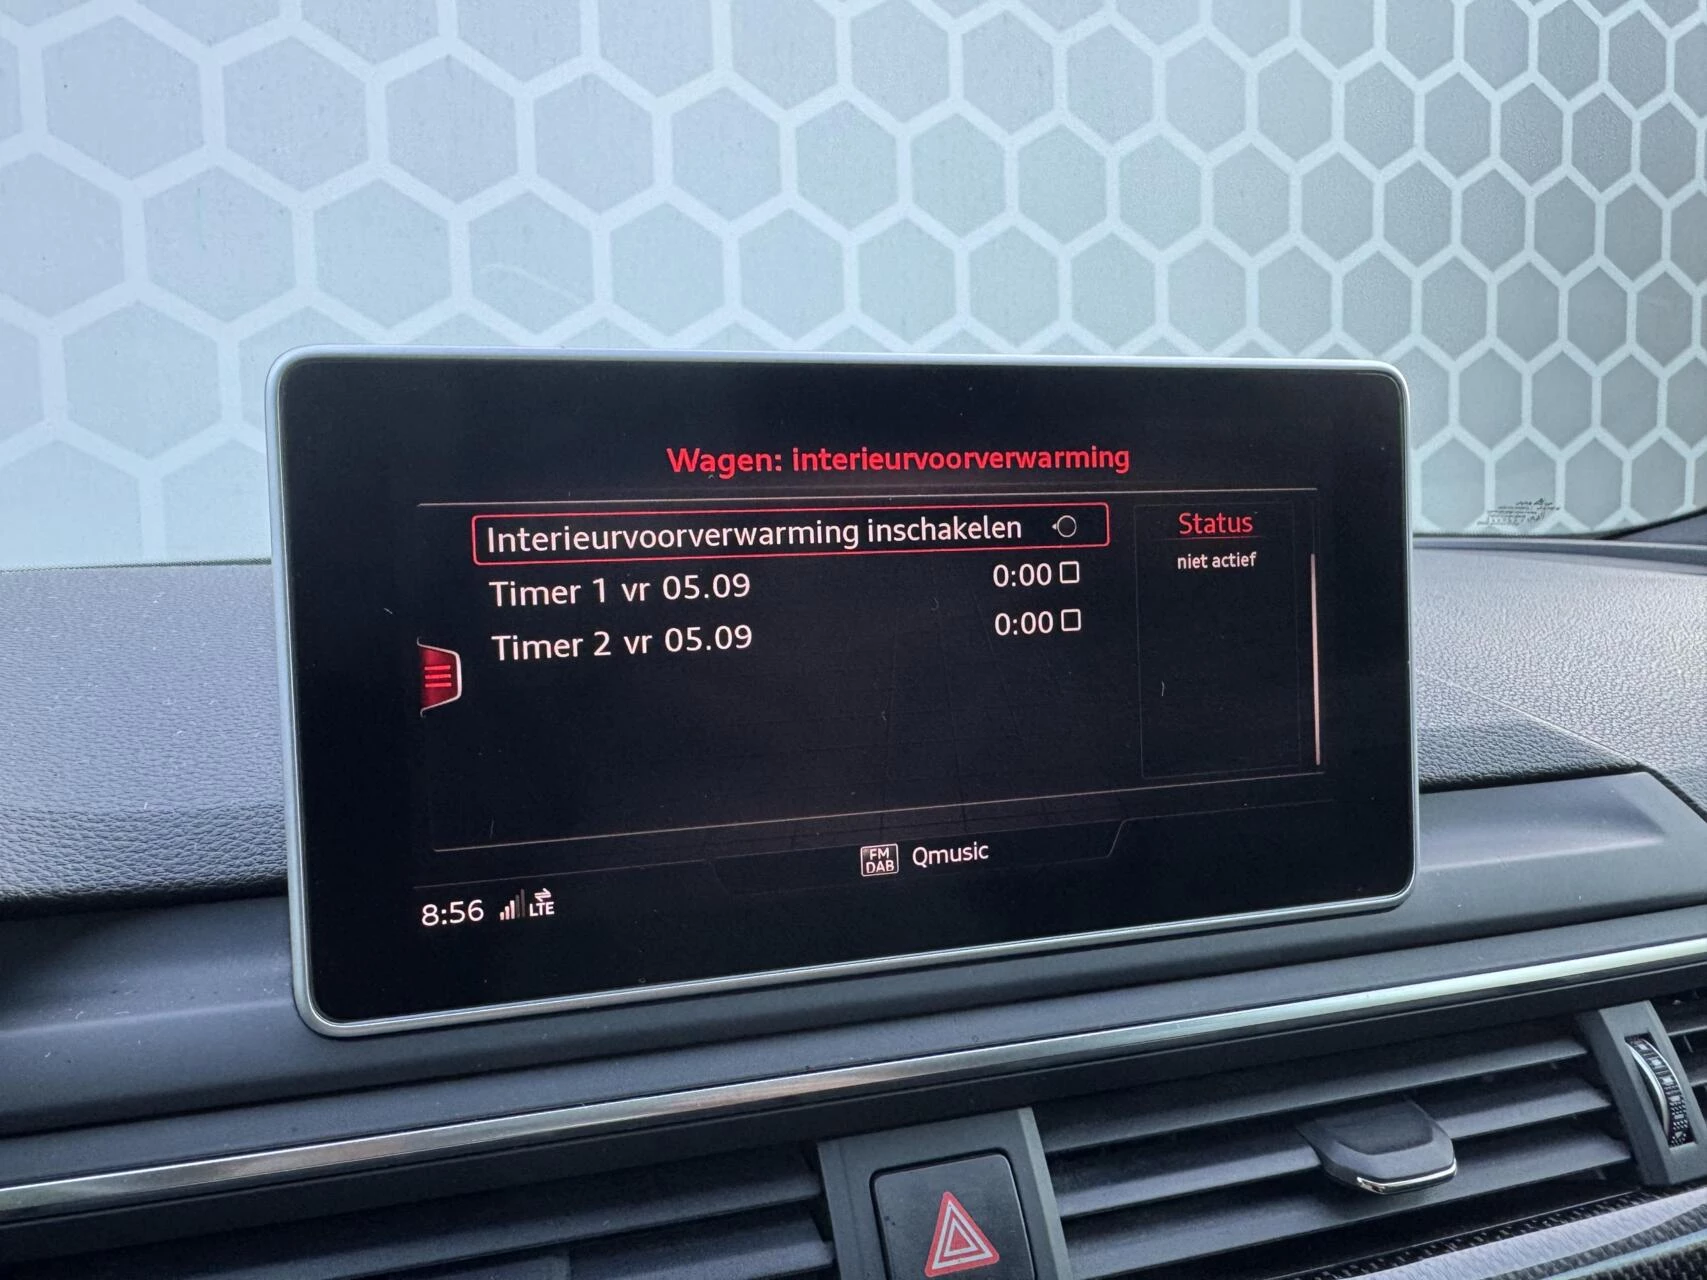 Wagen: interieurvoorverwarming
Interieurvoorverwarming inschakelen
Timer 1 vr 05.09 0:00
Timer 2 vr 05.09 0:00
Status
niet actief
FM DAB Qmusic
8:56 LTE